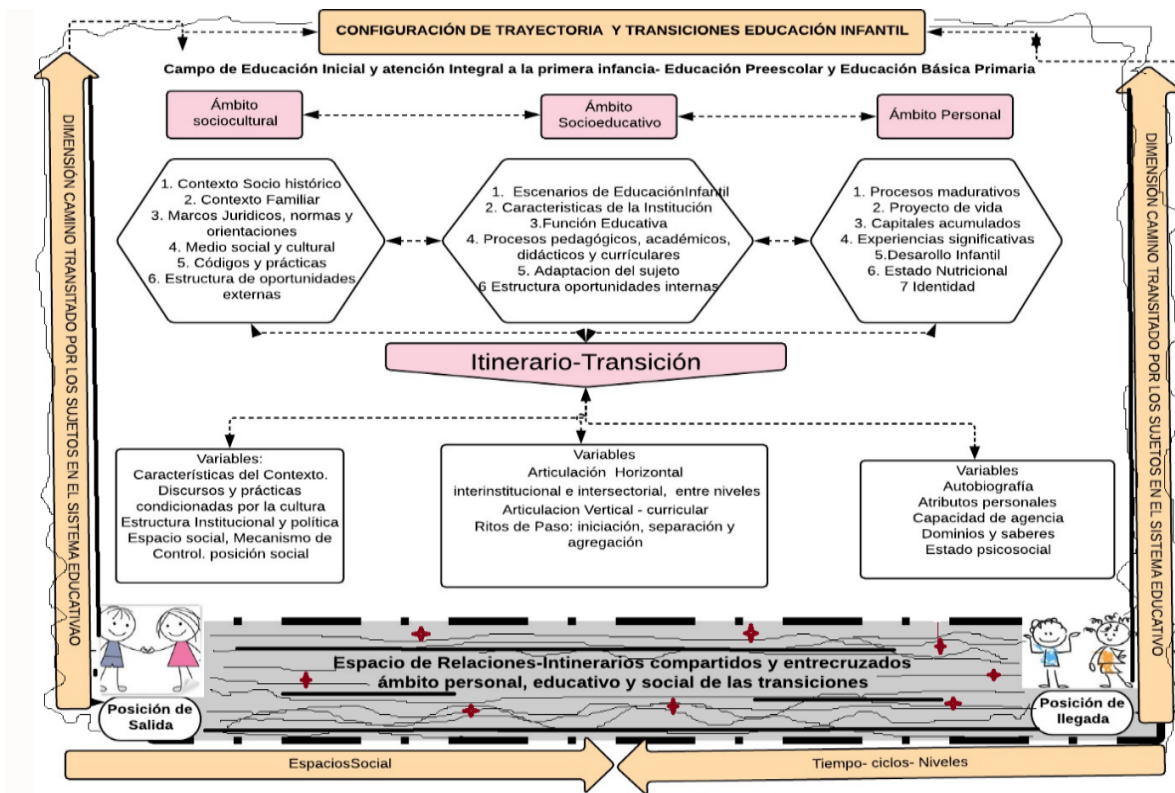 CONFIGURACIÓN DE TRAYECTORIA Y TRANSICIONES EDUCACIÓN INFANTIL
Campo de Educación Inicial y atención Integral a la primera infancia- Educación Preescolar y Educación Básica Primaria
Ámbito
sociocultural
Ámbito
Socioeducativo
Ámbito Personal
1. Contexto Socio histórico
2. Contexto Familiar
3. Marcos Juridicos, normas y
orientaciones
4. Medio social y cultural
5. Códigos y prácticas
6. Estructura de oportunidades
externas
1. Escenarios de EducaciónInfantil
2. Caracteristicas de la Institución
3.Función Educativa
4. Procesos pedagógicos, académicos,
didácticos y currículares
5. Adaptacion del sujeto
6 Estructura oportunidades internas
1. Procesos madurativos
2. Proyecto de vida
3. Capitales acumulados
4. Experiencias significativas
5.Desarollo Infantil
6. Estado Nutricional
7 Identidad
Itinerario-Transición
Variables:
Características del Contexto.
Discursos y prácticas
condicionadas por la cultura
Estructura Institucional y política
Espacio social, Mecanismo de
Control. posición social
Variables
Articulación Horizontal
interinstitucional e intersectorial, entre niveles
Articulacion Vertical - curricular
Ritos de Paso: iniciación, separación y
agregación
Variables
Autobiografía
Atributos personales
Capacidad de agencia
Dominios y saberes
Estado psicosocial
DIMENSIÓN CAMINO TRANSITADO POR LOS SUJETOS EN EL SISTEMA EDUCATIVAO
DIMENSIÓN CAMINO TRANSITADO POR LOS SUJETOS EN EL SISTEMA EDUCATIVO
Espacio de Relaciones-Intinerarios compartidos y entrecruzados
ámbito personal, educativo y social de las transiciones
Posición de
Salida
Posición de
llegada
EspaciosSocial
Tiempo- ciclos- Niveles